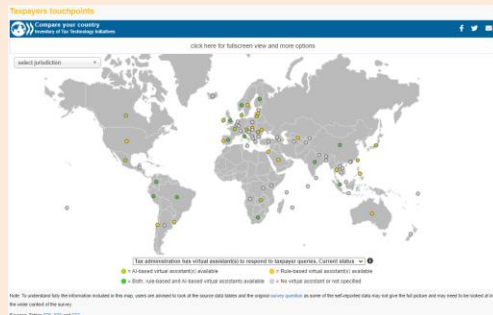 Taxpayers touchpoints
Compare your country
Inventory of Tax Technology Initiatives
click here for fullscreen view and more options
select jurisdiction
Tax administration has virtual assistant(s) to respond to taxpayer queries, Current status
= AI-based virtual assistant(s) available
= Rule-based virtual assistant(s) available
= Both, rule-based and AI-based virtual assistants available
= No virtual assistant or not specified
Note: To understand fully the information included in this map, users are advised to look at the source data tables and the original survey question as some of the self-reported data may not give the full picture and may need to be looked at in
the wider context of the survey.